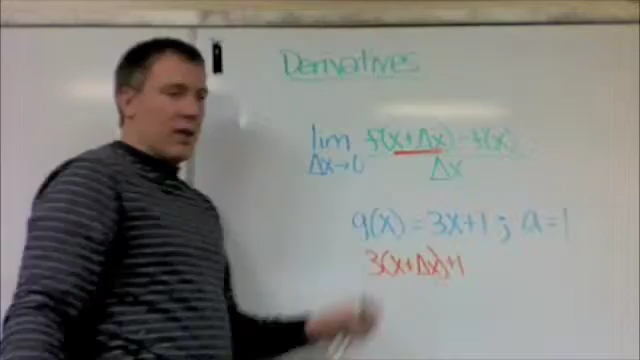 Derivatives
lim f(x+Δx) - f(x)
Δx→0 Δx
g(x) = 3x+1 ; a=1
3(x+Δx)+1